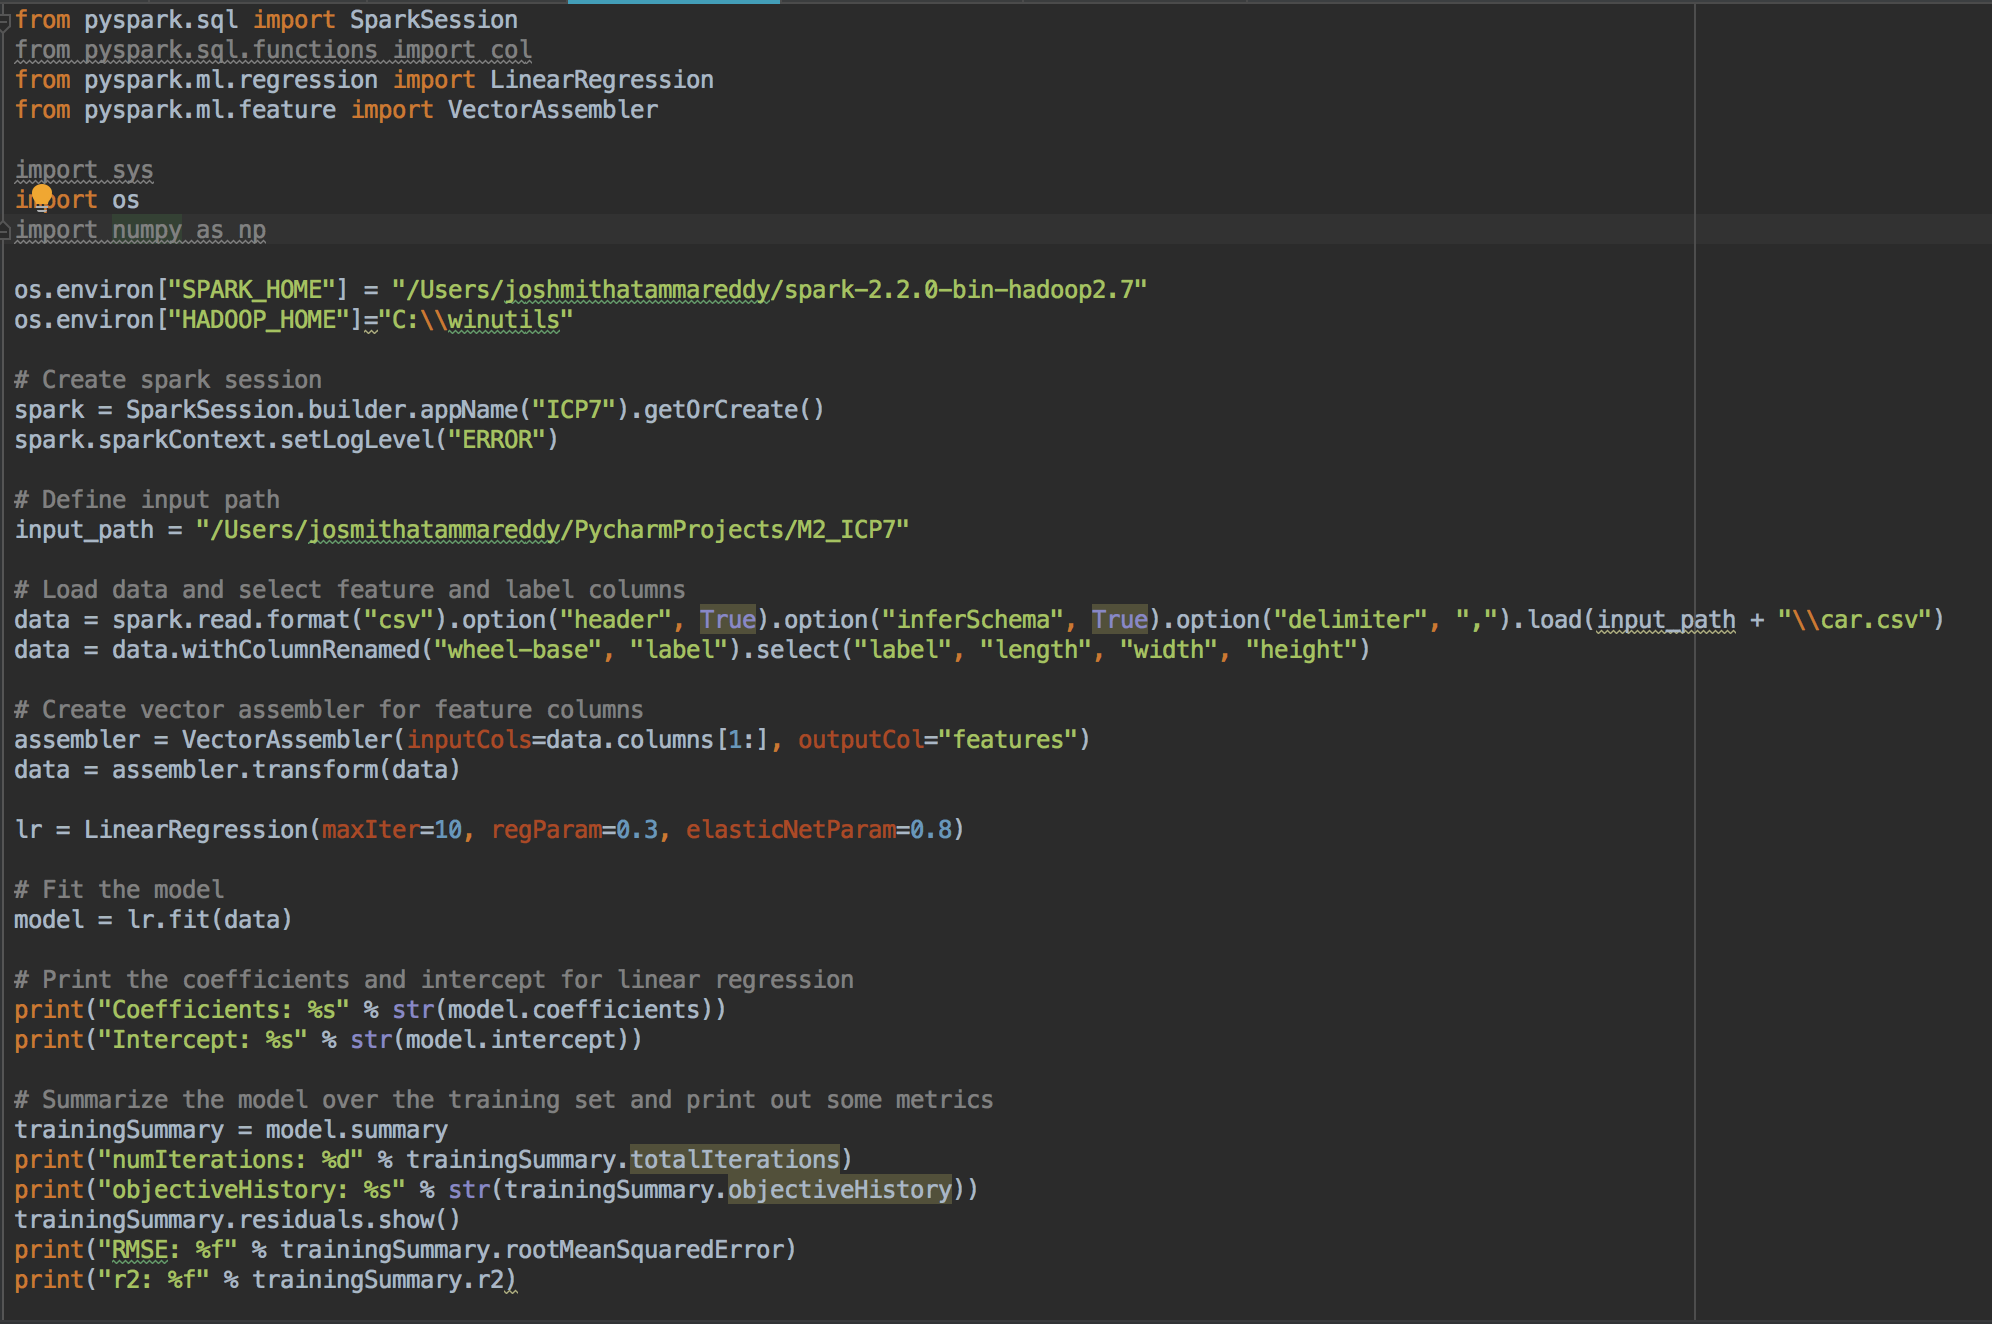 from pyspark.sql import SparkSession
from pyspark.sql.functions import col
from pyspark.ml.regression import LinearRegression
from pyspark.ml.feature import VectorAssembler
import sys
import os
import numpy as np
os.environ["SPARK_HOME"] = "/Users/joshmithatammareddy/spark-2.2.0-bin-hadoop2.7"
os.environ["HADOOP_HOME"]="C:\\winutils"
# Create spark session
spark = SparkSession.builder.appName("ICP7").getOrCreate()
spark.sparkContext.setLogLevel("ERROR")
# Define input path
input_path = "/Users/josmithatammareddy/PycharmProjects/M2_ICP7"
# Load data and select feature and label columns
data = spark.read.format("csv").option("header", True).option("inferSchema", True).option("delimiter", ",").load(input_path + "\\car.csv")
data = data.withColumnRenamed("wheel-base", "label").select("label", "length", "width", "height")
# Create vector assembler for feature columns
assembler = VectorAssembler(inputCols=data.columns[1:], outputCol="features")
data = assembler.transform(data)
lr = LinearRegression(maxIter=10, regParam=0.3, elasticNetParam=0.8)
# Fit the model
model = lr.fit(data)
# Print the coefficients and intercept for linear regression
print("Coefficients: %s" % str(model.coefficients))
print("Intercept: %s" % str(model.intercept))
# Summarize the model over the training set and print out some metrics
trainingSummary = model.summary
print("numIterations: %d" % trainingSummary.totalIterations)
print("objectiveHistory: %s" % str(trainingSummary.objectiveHistory))
trainingSummary.residuals.show()
print("RMSE: %f" % trainingSummary.rootMeanSquaredError)
print("r2: %f" % trainingSummary.r2)